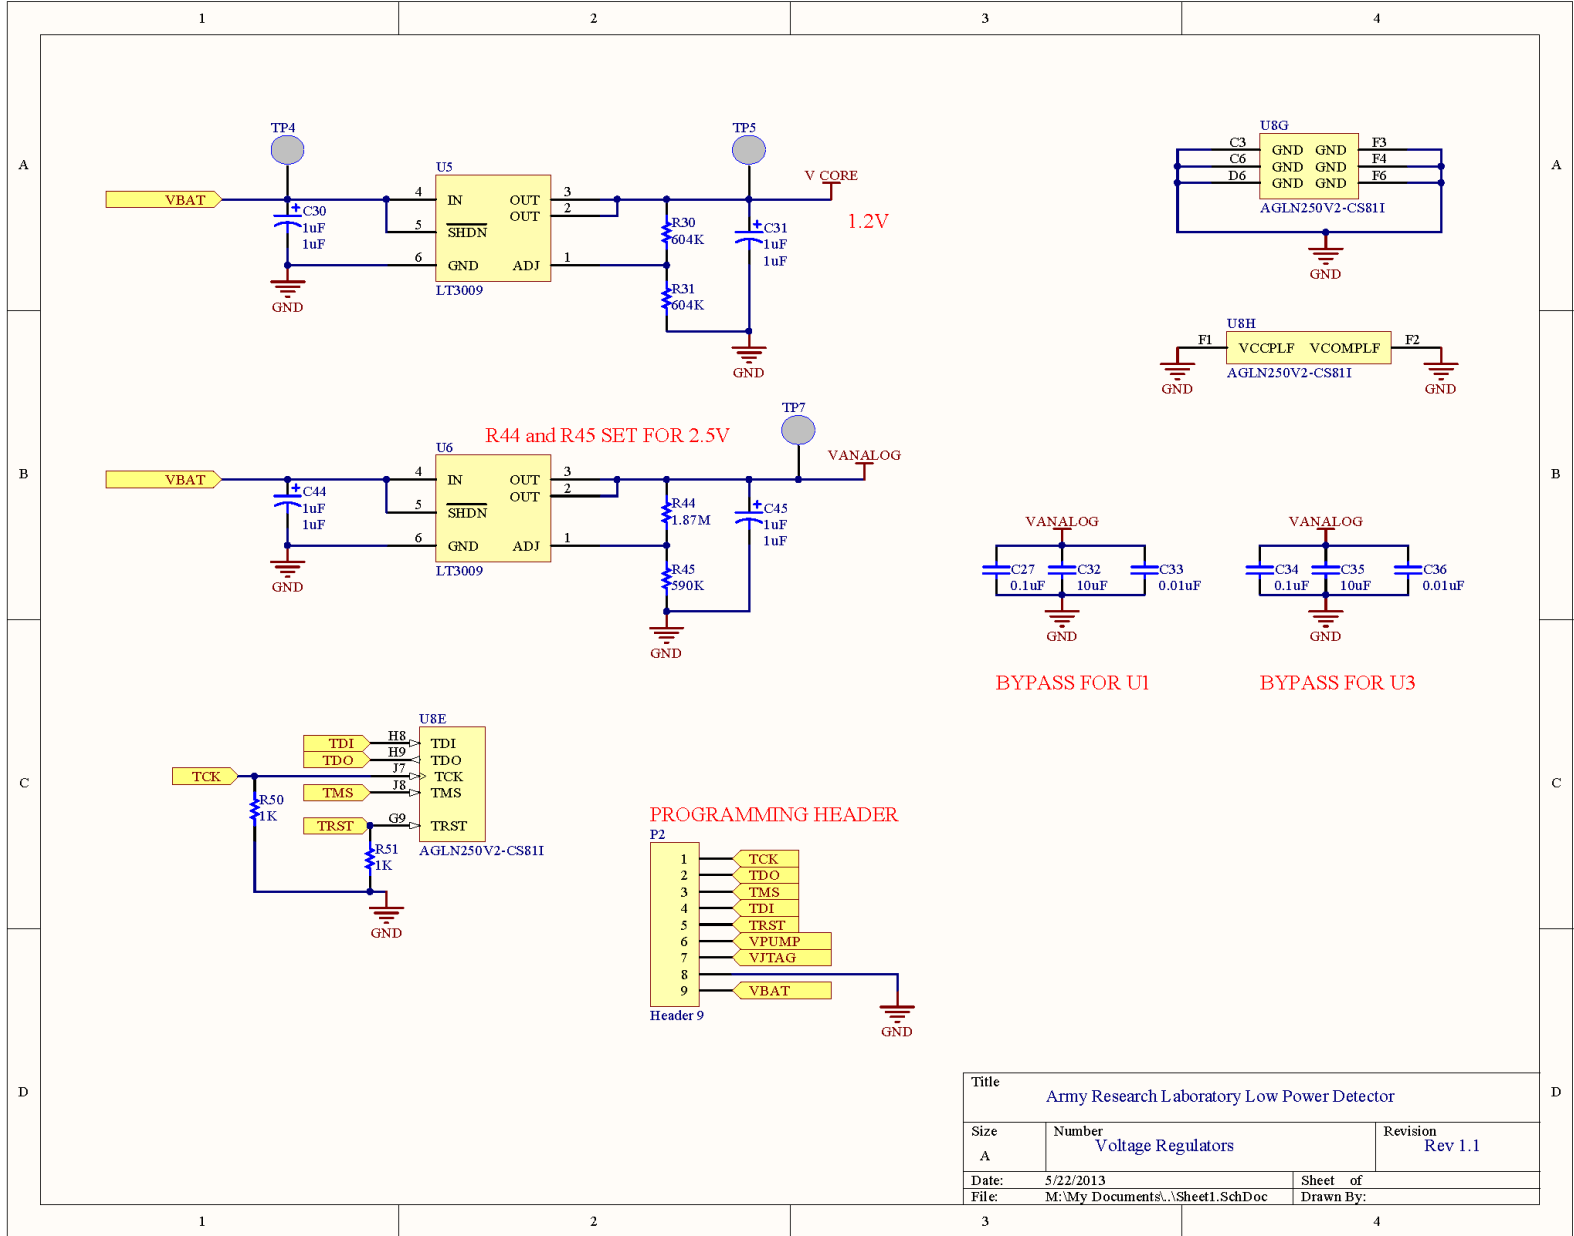 1 2 3 4
A A
B B
C C
D D
TP4
VBAT
C30
1uF
1uF
GND
U5
4 IN OUT 3
OUT 2
5 SHDN
6 GND ADJ 1
LT3009
R30
604K
R31
604K
TP5
C31
1uF
1uF
GND
V CORE
1.2V
U8G
C3 GND GND F3
C6 GND GND F4
D6 GND GND F6
AGLN250V2-CS81I
GND
U8H
F1 VCCPLF VCOMPLF F2
AGLN250V2-CS81I
GND GND
R44 and R45 SET FOR 2.5V
VBAT
C44
1uF
1uF
GND
U6
4 IN OUT 3
OUT 2
5 SHDN
6 GND ADJ 1
LT3009
R44
1.87M
R45
590K
GND
C45
1uF
1uF
TP7
VANALOG
VANALOG
C27
0.1uF
C32
10uF
C33
0.01uF
GND
BYPASS FOR U1
VANALOG
C34
0.1uF
C35
10uF
C36
0.01uF
GND
BYPASS FOR U3
U8E
TDI H8 TDI
TDO H9 TDO
TCK J7 TCK
TMS J8 TMS
TRST G9 TRST
AGLN250V2-CS81I
R50
1K
R51
1K
GND
PROGRAMMING HEADER
P2
1 TCK
2 TDO
3 TMS
4 TDI
5 TRST
6 VPUMP
7 VJTAG
8
9 VBAT
Header 9
GND
Title
Army Research Laboratory Low Power Detector
Size
A
Number
Voltage Regulators
Revision
Rev 1.1
Date: 5/22/2013
Sheet of
File: M:\My Documents\..\Sheet1.SchDoc
Drawn By:
1 2 3 4